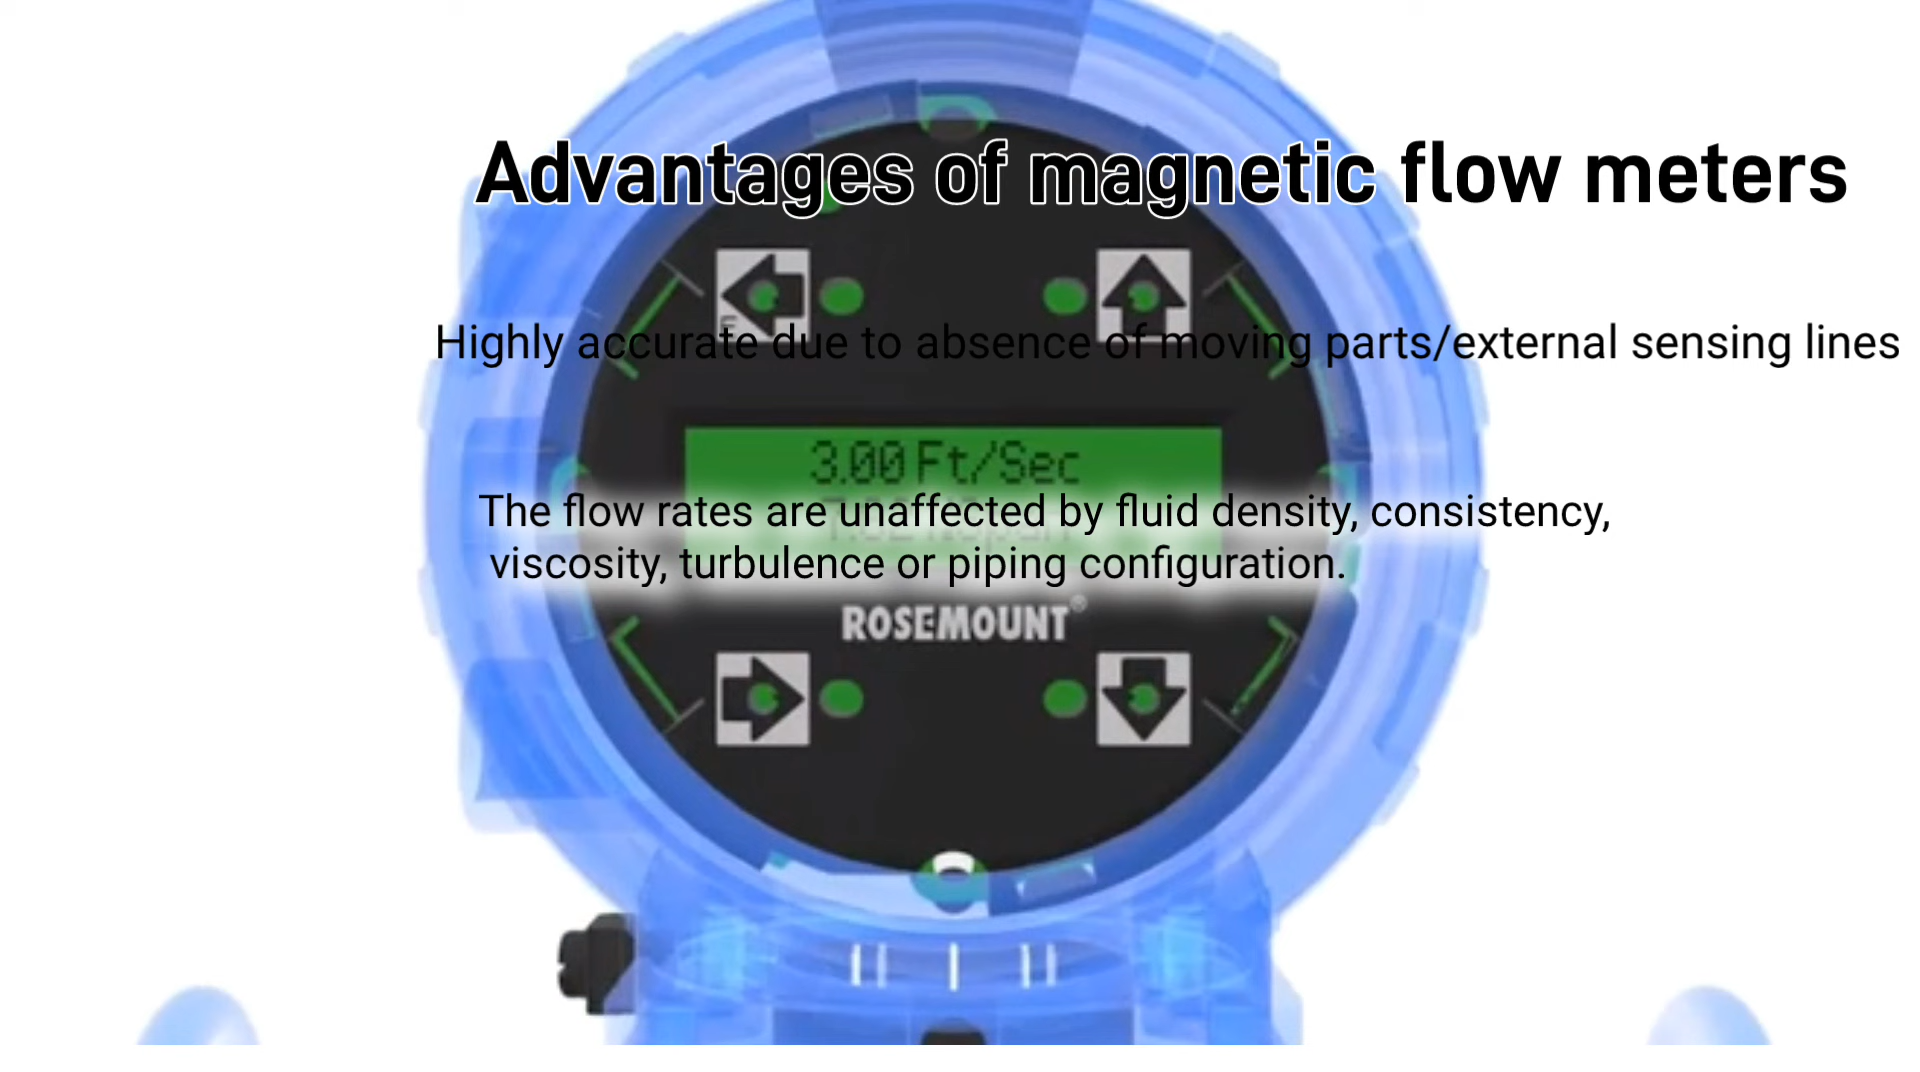 Advantages of magnetic flow meters
Highly accurate due to absence of moving parts/external sensing lines
3.00 Ft/Sec
The flow rates are unaffected by fluid density, consistency,
viscosity, turbulence or piping configuration.
ROSEMOUNT®